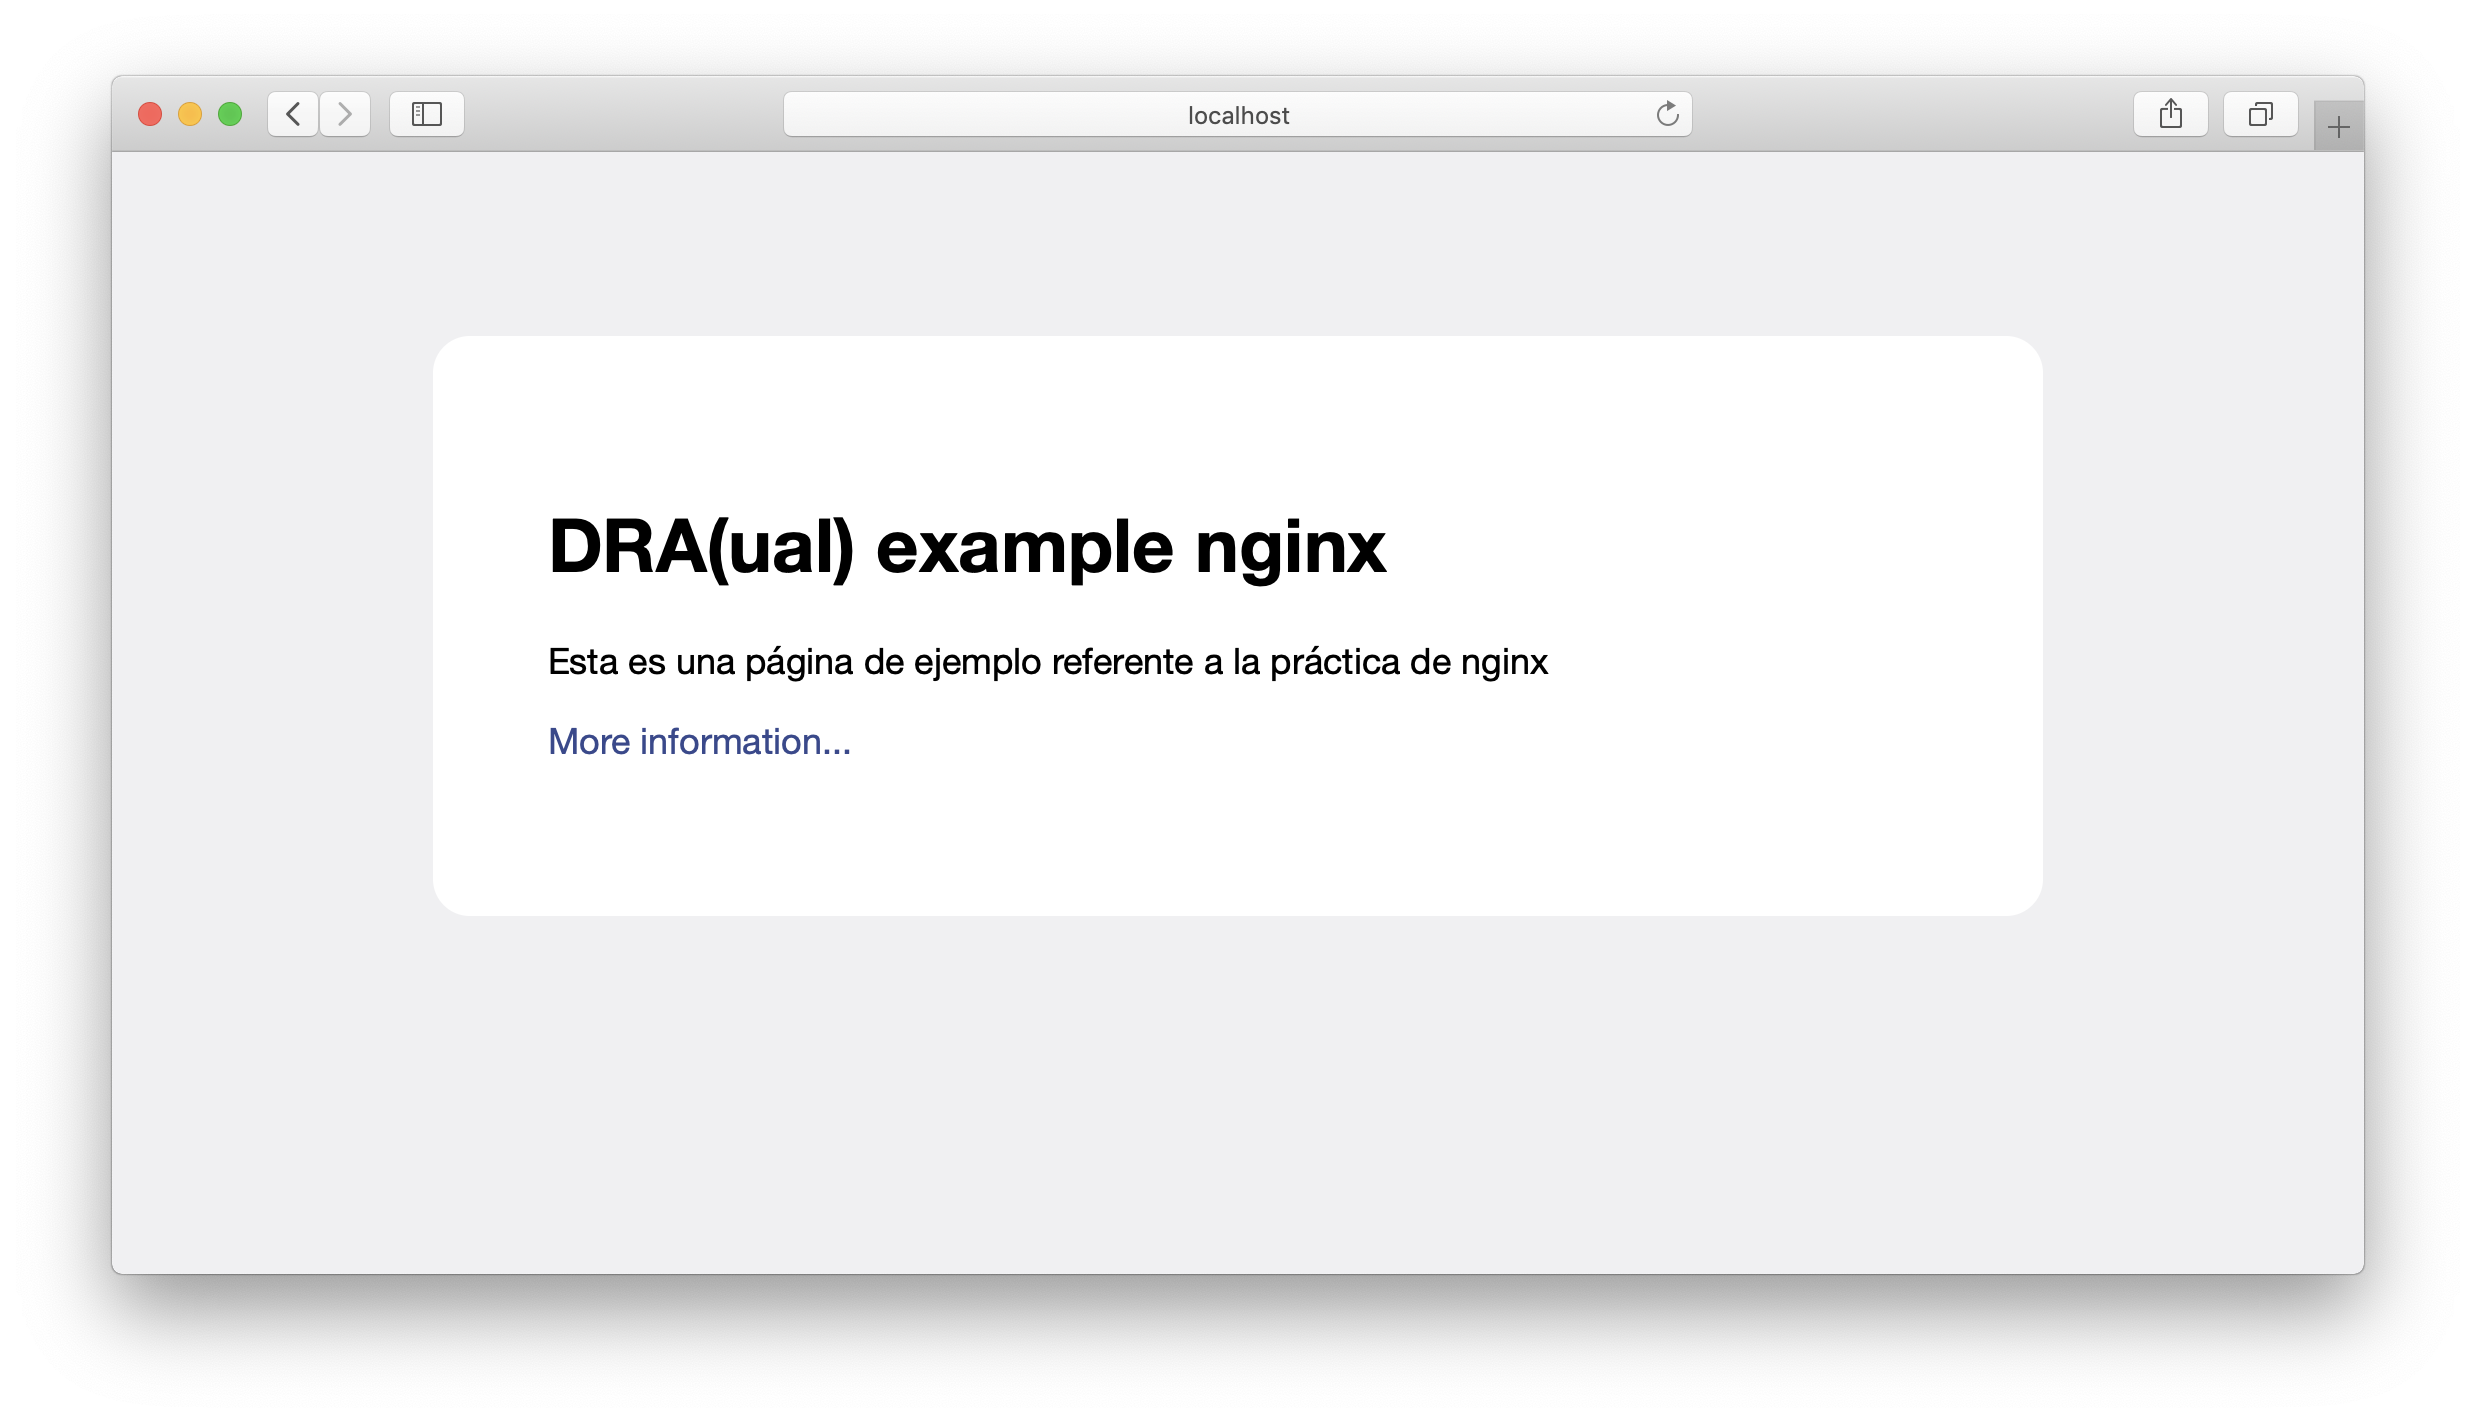 localhost
DRA(ual) example nginx
Esta es una página de ejemplo referente a la práctica de nginx
More information...